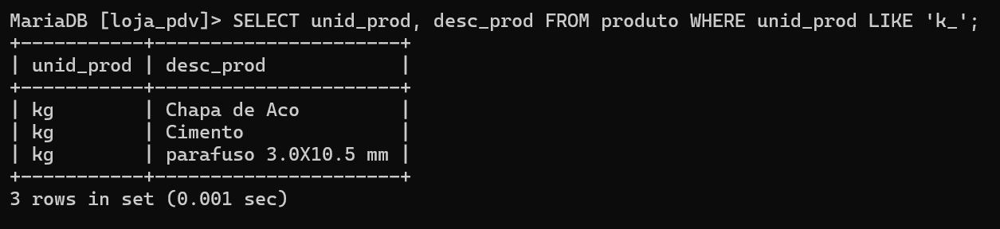 MariaDB [loja_pdv]> SELECT unid_prod, desc_prod FROM produto WHERE unid_prod LIKE 'k_';
+-----------+----------------------+
| unid_prod | desc_prod            |
+-----------+----------------------+
| kg        | Chapa de Aco         |
| kg        | Cimento              |
| kg        | parafuso 3.0X10.5 mm |
+-----------+----------------------+
3 rows in set (0.001 sec)